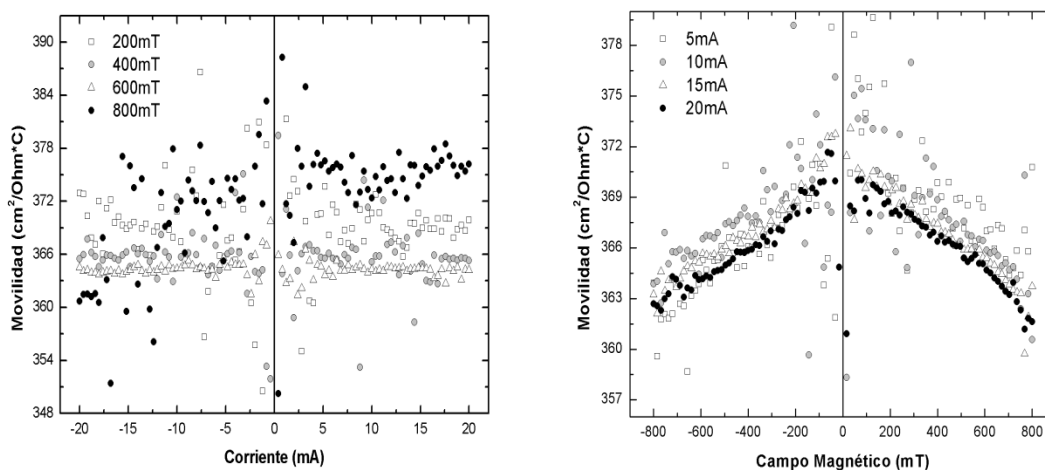 390
384
378
372
366
360
354
348
200mT
400mT
600mT
800mT
-20
-15
-10
-5
0
5
10
15
20
Corriente (mA)
Movilidad (cm²/Ohm*C)
378
375
372
369
366
363
360
357
5mA
10mA
15mA
20mA
-800
-600
-400
-200
0
200
400
600
800
Campo Magnético (mT)
Movilidad (cm²/Ohm*C)